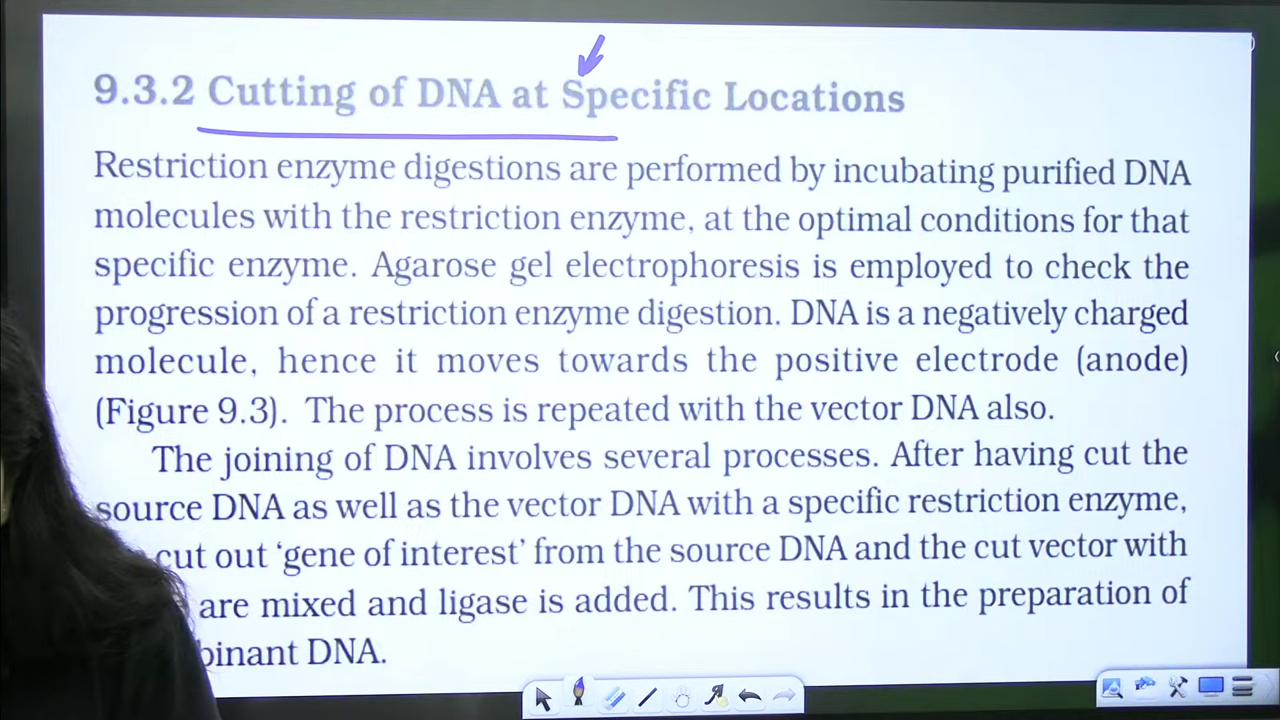 9.3.2 Cutting of DNA at Specific Locations
Restriction enzyme digestions are performed by incubating purified DNA
molecules with the restriction enzyme, at the optimal conditions for that
specific enzyme. Agarose gel electrophoresis is employed to check the
progression of a restriction enzyme digestion. DNA is a negatively charged
molecule, hence it moves towards the positive electrode (anode)
(Figure 9.3). The process is repeated with the vector DNA also.
The joining of DNA involves several processes. After having cut the
source DNA as well as the vector DNA with a specific restriction enzyme,
cut out ‘gene of interest’ from the source DNA and the cut vector with
are mixed and ligase is added. This results in the preparation of
binant DNA.